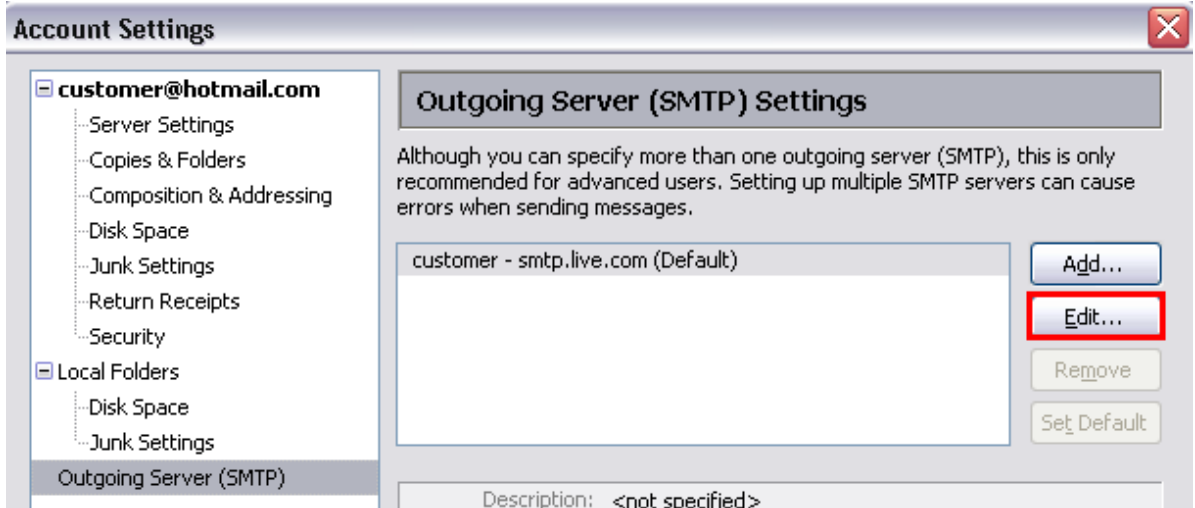 Account Settings
customer@hotmail.com
Server Settings
Copies & Folders
Composition & Addressing
Disk Space
Junk Settings
Return Receipts
Security
Local Folders
Disk Space
Junk Settings
Outgoing Server (SMTP)
Outgoing Server (SMTP) Settings
Although you can specify more than one outgoing server (SMTP), this is only
recommended for advanced users. Setting up multiple SMTP servers can cause
errors when sending messages.
customer - smtp.live.com (Default)
Add...
Edit...
Remove
Set Default
Description: <not specified>